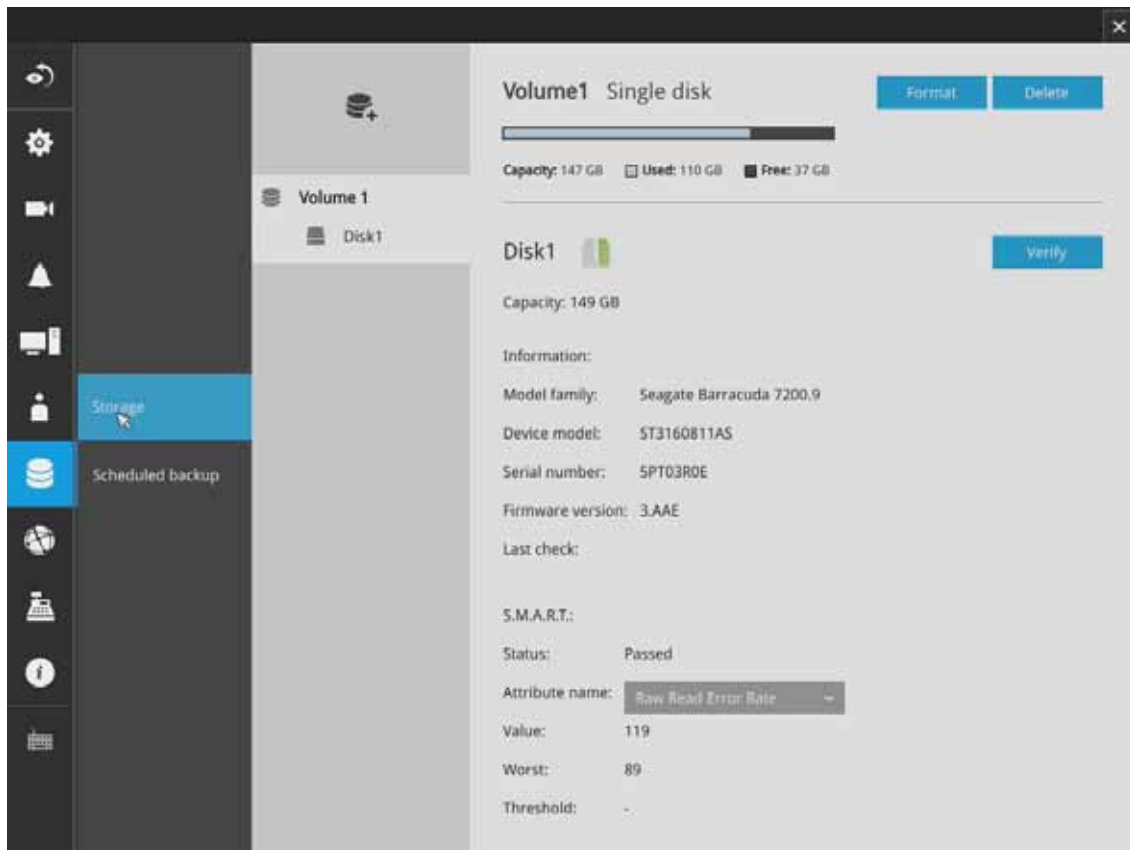 Volume1 Single disk
Format
Delete
Capacity: 147 GB Used: 110 GB Free: 37 GB
Volume 1
Disk1
Disk1
Verify
Capacity: 149 GB
Information:
Model family: Seagate Barracuda 7200.9
Device model: ST3160811AS
Serial number: 5PT03R0E
Firmware version: 3.AAE
Last check:
S.M.A.R.T.:
Status: Passed
Attribute name: Raw Read Error Rate
Value: 119
Worst: 89
Threshold: -
Storage
Scheduled backup